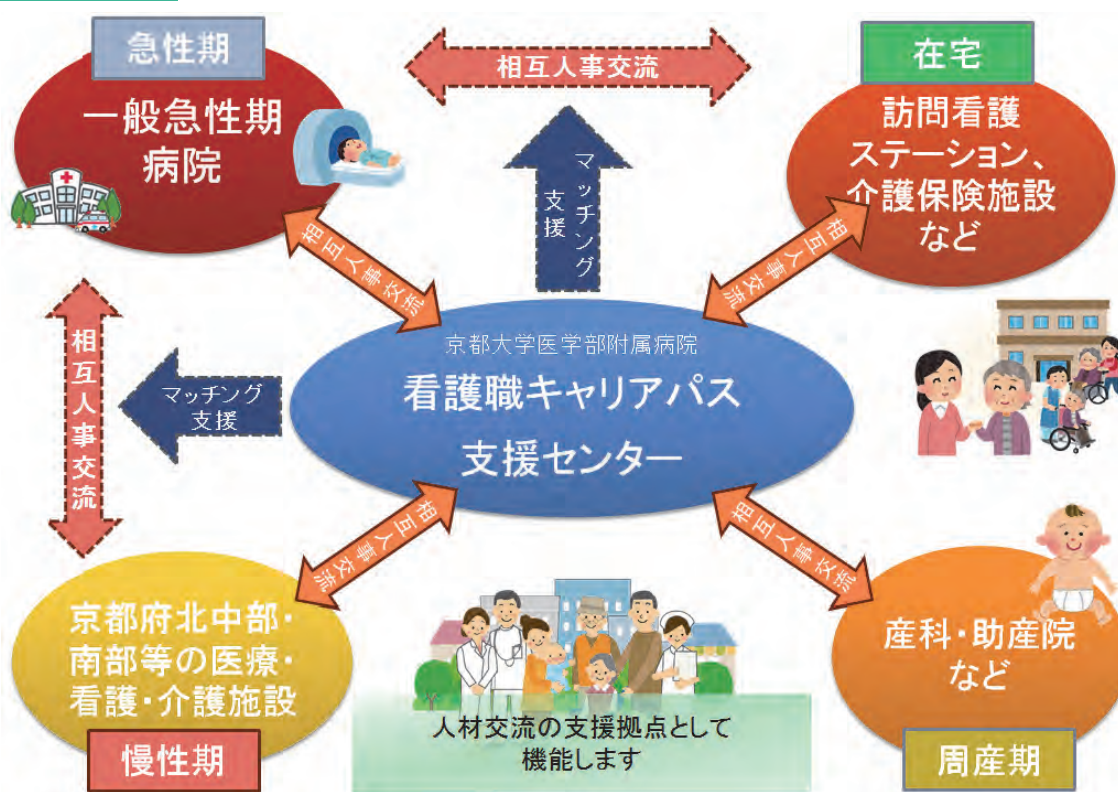 急性期
一般急性期
病院
相互人事交流
在宅
訪問看護
ステーション、
介護保険施設
など
マッチング
支援
相互人事交流
相互人事交流
相互人事交流
マッチング
支援
京都大学医学部附属病院
看護職キャリアパス
支援センター
相互人事交流
相互人事交流
京都府北中部・
南部等の医療・
看護・介護施設
慢性期
人材交流の支援拠点として
機能します
産科・助産院
など
周産期